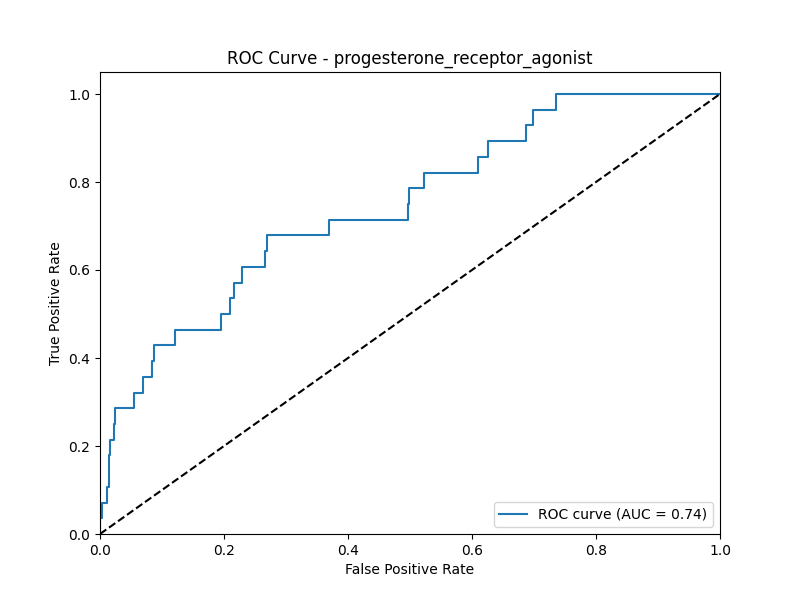 ROC Curve - progesterone_receptor_agonist
True Positive Rate
1.0
0.8
0.6
0.4
0.2
0.0
ROC curve (AUC = 0.74)
0.0 0.2 0.4 0.6 0.8 1.0
False Positive Rate